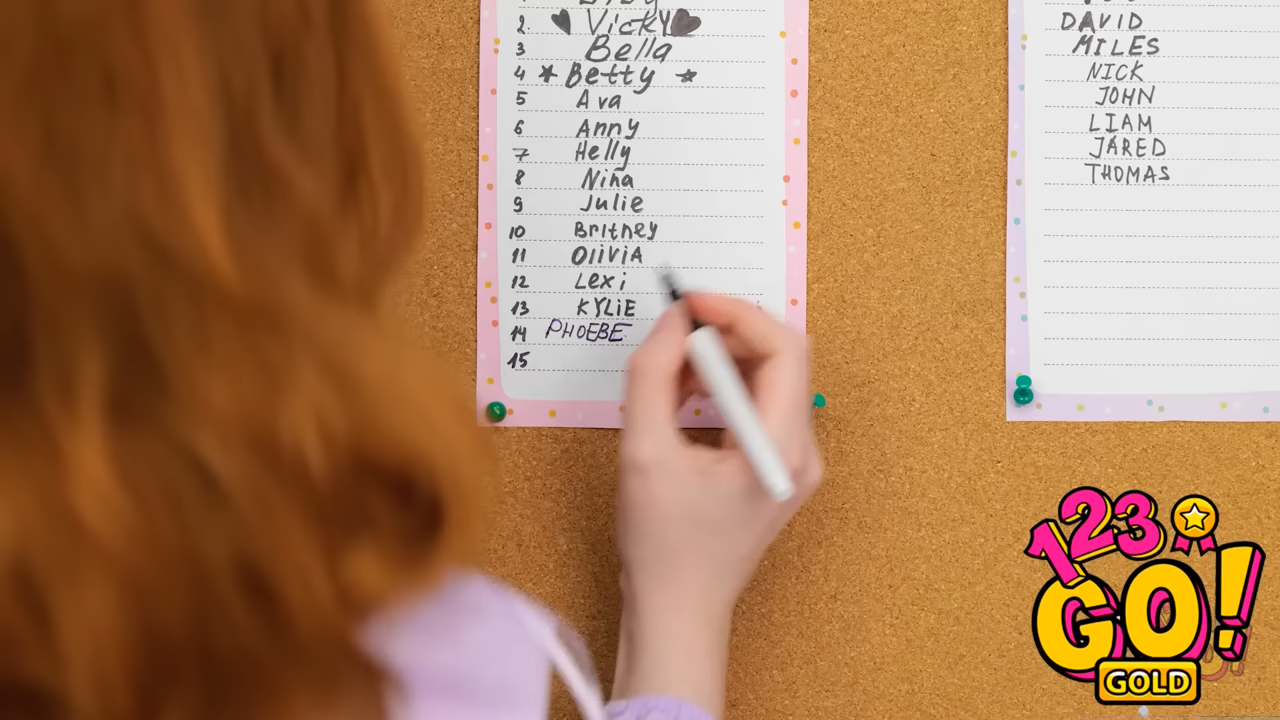 2. Vicky
3 Bella
4 * Betty *
5 Ava
6 Anny
7 Helly
8 Nina
9 Julie
10 Britney
11 OliviA
12 Lexi
13 KYLiE
14 PHOEBE
15
DAVID
MILES
NICK
JOHN
LIAM
JARED
THOMAS
123
GO!
GOLD